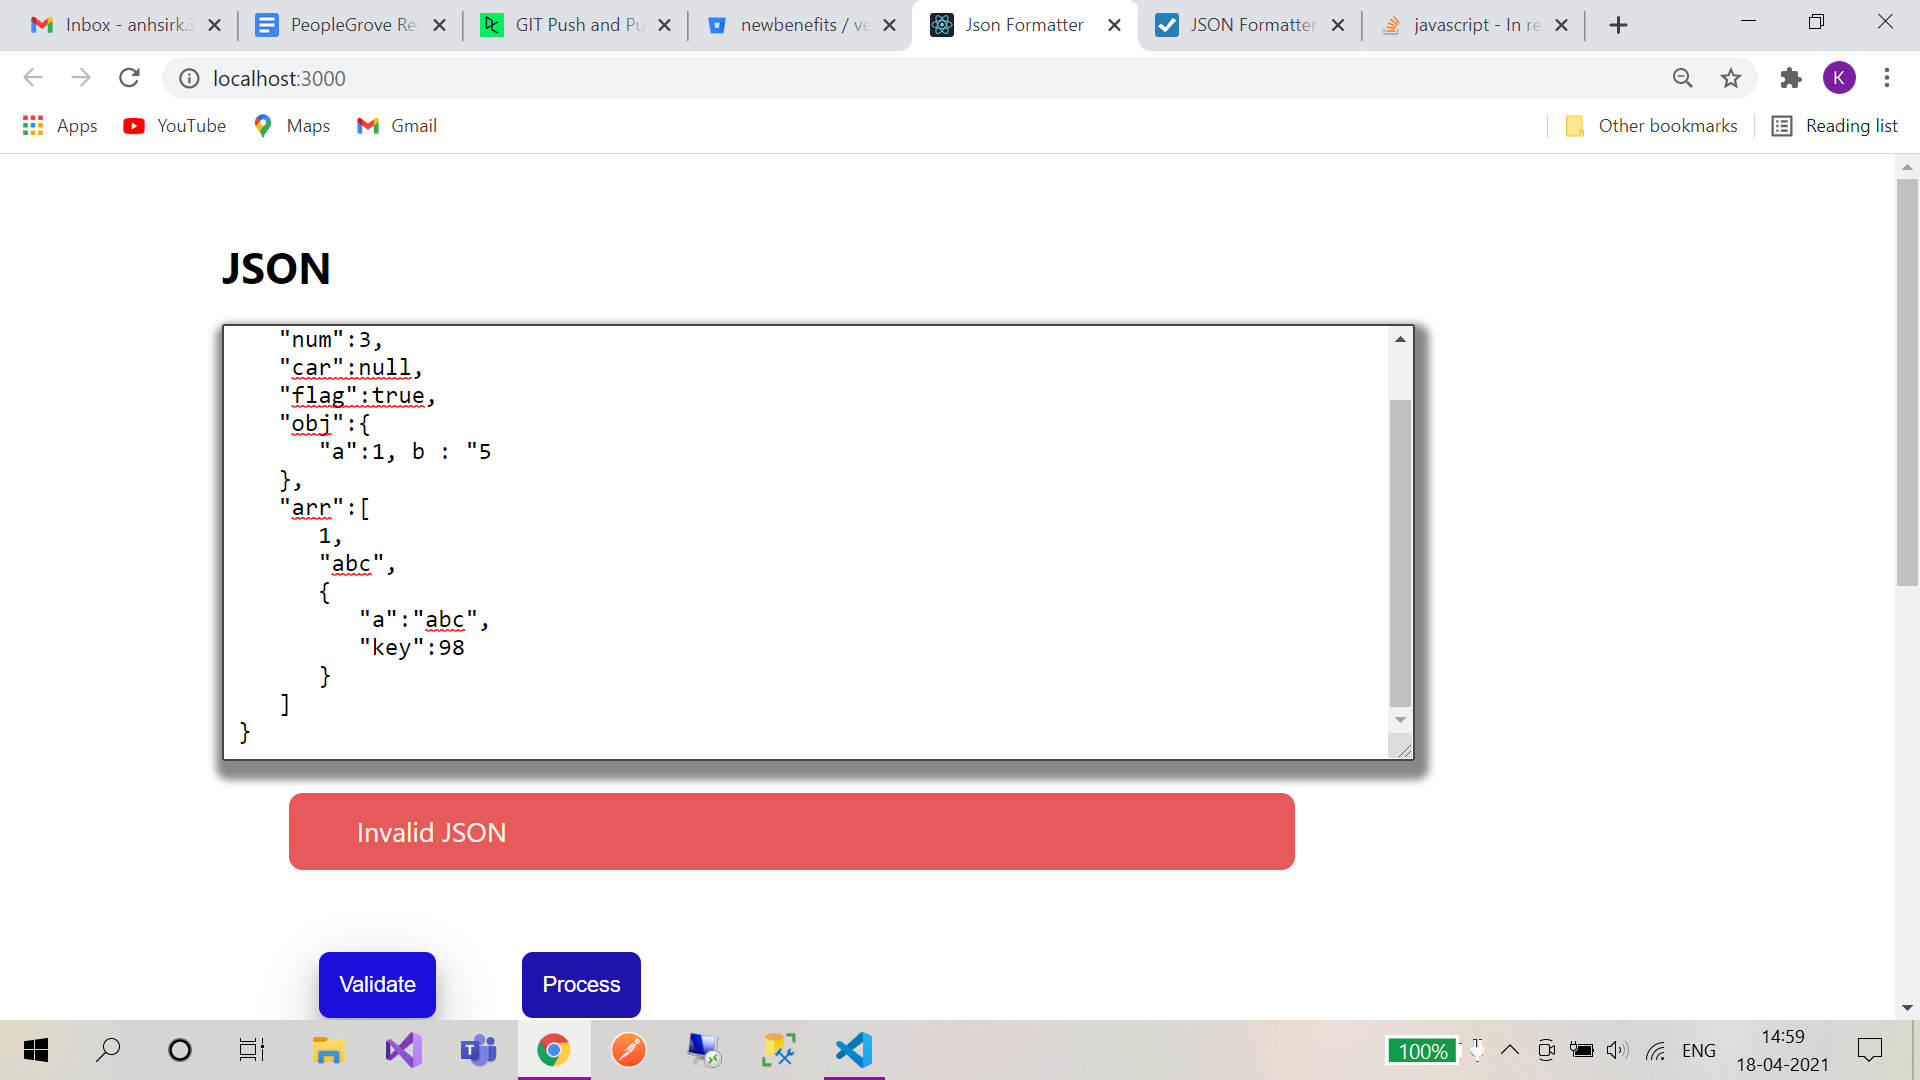 Inbox - anhsirk.3
PeopleGrove Rea
GIT Push and Pu
newbenefits / ve
Json Formatter
JSON Formatter
javascript - In re
localhost:3000
K
Apps
YouTube
Maps
Gmail
Other bookmarks
Reading list
JSON
"num":3,
"car":null,
"flag":true,
"obj":{
"a":1, b : "5
},
"arr":[
1,
"abc",
{
"a":"abc",
"key":98
}
]
}
Invalid JSON
Validate
Process
100%
ENG
14:59
18-04-2021